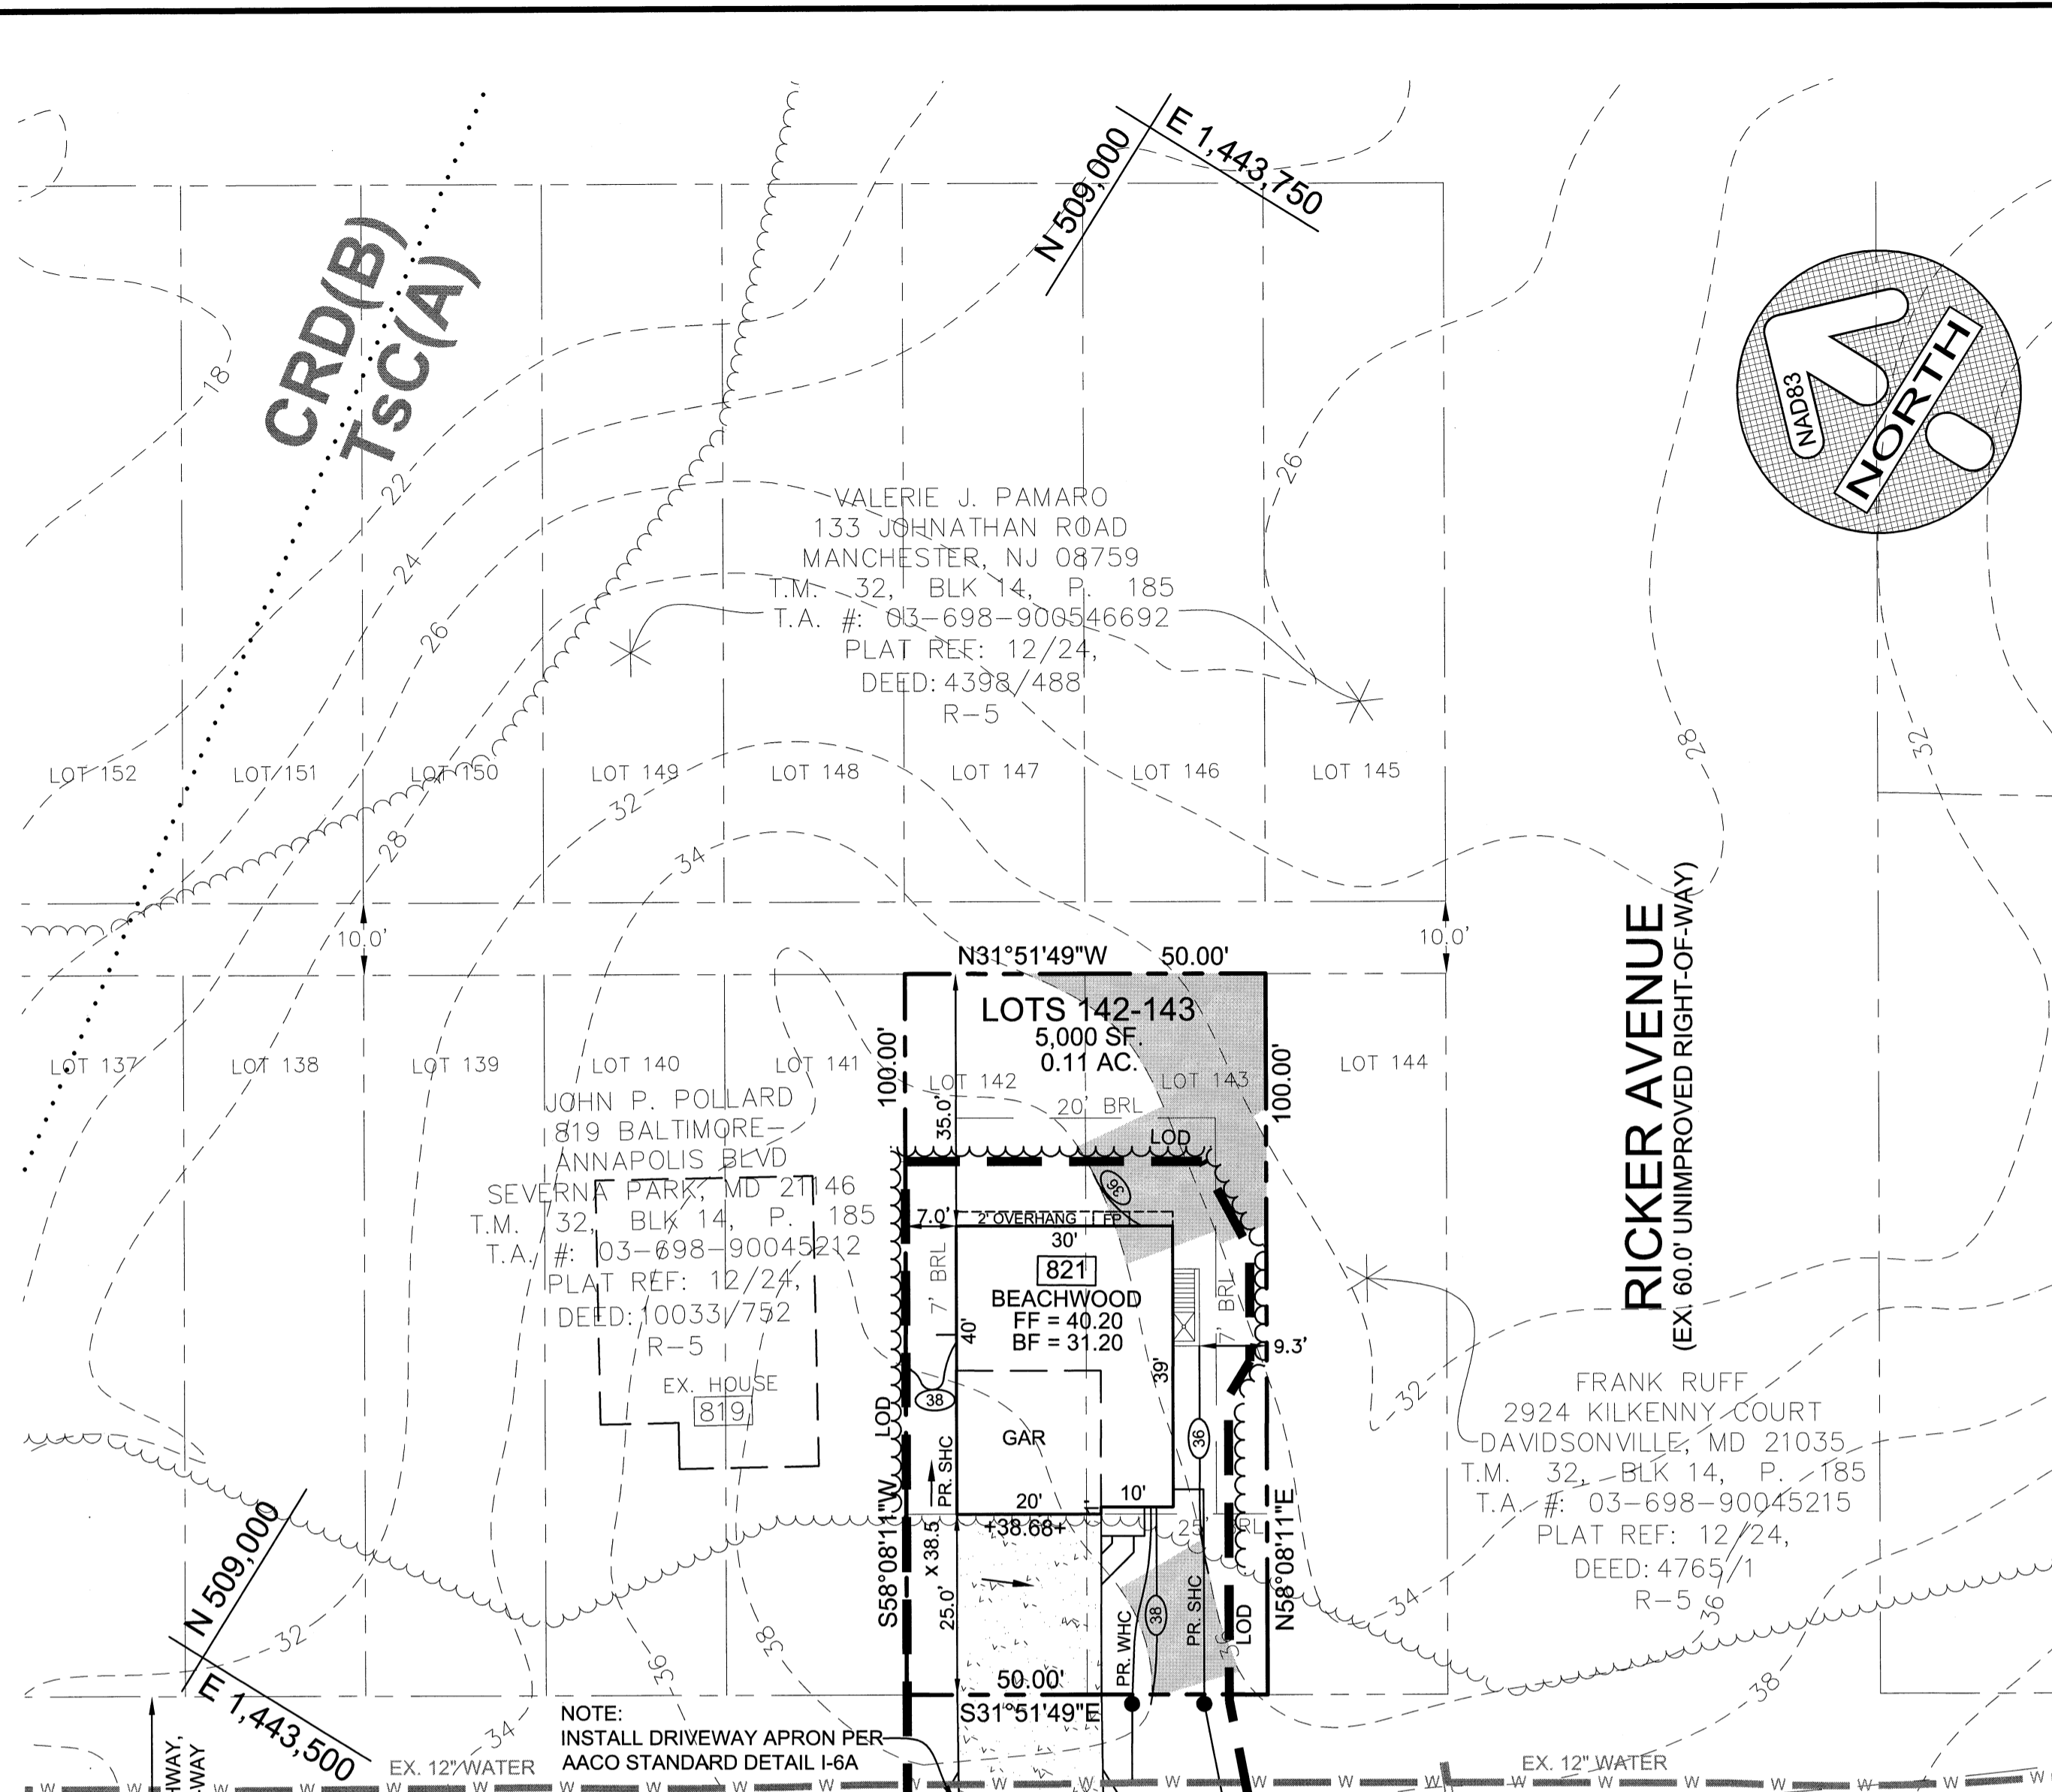 E 1,443,750
N 509,000
CRD(B)
TsC(A)
NAD83
NORTH
18
22
24
26
26
28
28
32
32
34
VALERIE J. PAMARO
133 JOHNATHAN ROAD
MANCHESTER, NJ 08759
T.M. 32, BLK 14, P. 185
T.A. #: 03-698-900546692
PLAT REF: 12/24,
DEED: 4398/488
R-5
LOT 152
LOT 151
LOT 150
LOT 149
LOT 148
LOT 147
LOT 146
LOT 145
10.0'
10.0'
RICKER AVENUE
(EX. 60.0' UNIMPROVED RIGHT-OF-WAY)
N31°51'49"W 50.00'
LOTS 142-143
5,000 SF.
0.11 AC.
100.00'
100.00'
LOT 137
LOT 138
LOT 139
LOT 140
LOT 141
LOT 142
LOT 143
LOT 144
35.0'
20' BRL
LOD
JOHN P. POLLARD
819 BALTIMORE-
ANNAPOLIS BLVD
SEVERNA PARK, MD 21146
T.M. 32, BLK 14, P. 185
T.A. #: 03-698-90045212
PLAT REF: 12/24,
DEED: 10033/752
R-5
EX. HOUSE
819
36
7.0'
2' OVERHANG
FP
30'
821
BEACHWOOD
FF = 40.20
BF = 31.20
7' BRL
7' BRL
40'
39'
9.3'
38
36
GAR
LOD
PR. SHC
20'
1'
10'
+38.68+
25' BRL
X 38.5
25.0'
S58°08'11"W
N58°08'11"E
PR. WHC
38
PR. SHC
36
LOD
50.00'
S31°51'49"E
FRANK RUFF
2924 KILKENNY COURT
DAVIDSONVILLE, MD 21035
T.M. 32, BLK 14, P. 185
T.A. #: 03-698-90045215
PLAT REF: 12/24,
DEED: 4765/1
R-5
32
34
36
38
N 509,000
E 1,443,500
32
34
36
38
NOTE:
INSTALL DRIVEWAY APRON PER
AACO STANDARD DETAIL I-6A
EX. 12" WATER
EX. 12" WATER
W W W W W W W W W W W W W W W W W